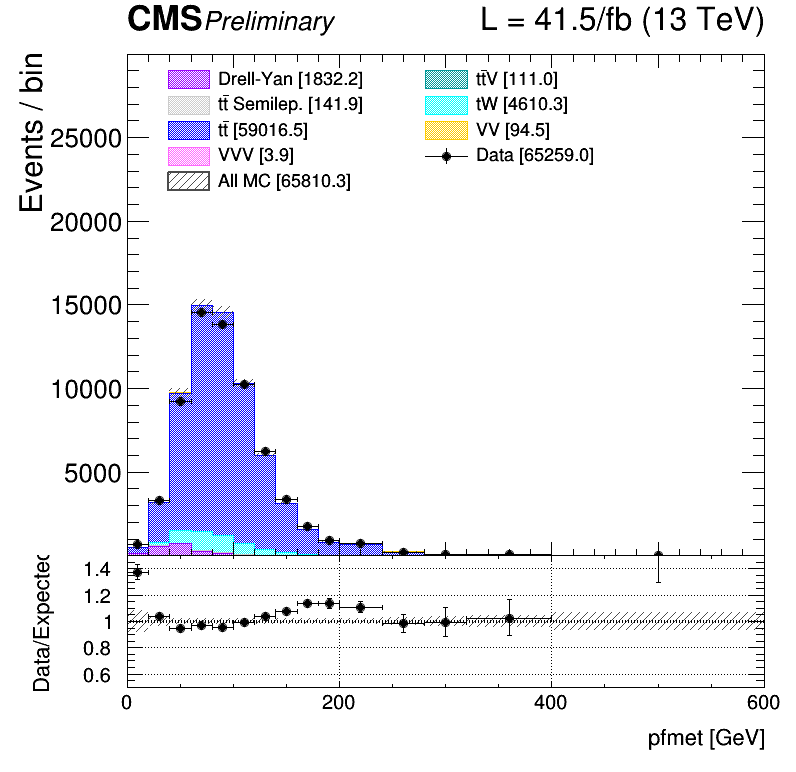 CMS Preliminary L = 41.5/fb (13 TeV)
Events / bin
Drell-Yan [1832.2]
tt̄ Semilep. [141.9]
tt̄ [59016.5]
VVV [3.9]
All MC [65810.3]
tt̄V [111.0]
tW [4610.3]
VV [94.5]
Data [65259.0]
25000
20000
15000
10000
5000
Data/Expected
1.4
1.2
1
0.8
0.6
0 200 400 600
pfmet [GeV]